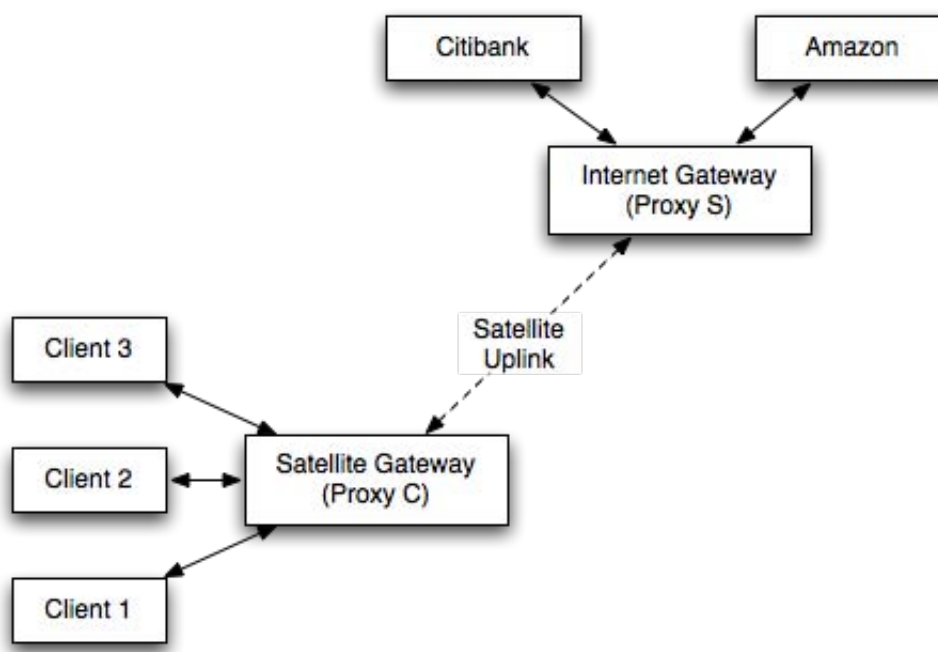 Citibank
Amazon
Internet Gateway
(Proxy S)
Satellite
Uplink
Client 3
Satellite Gateway
(Proxy C)
Client 2
Client 1